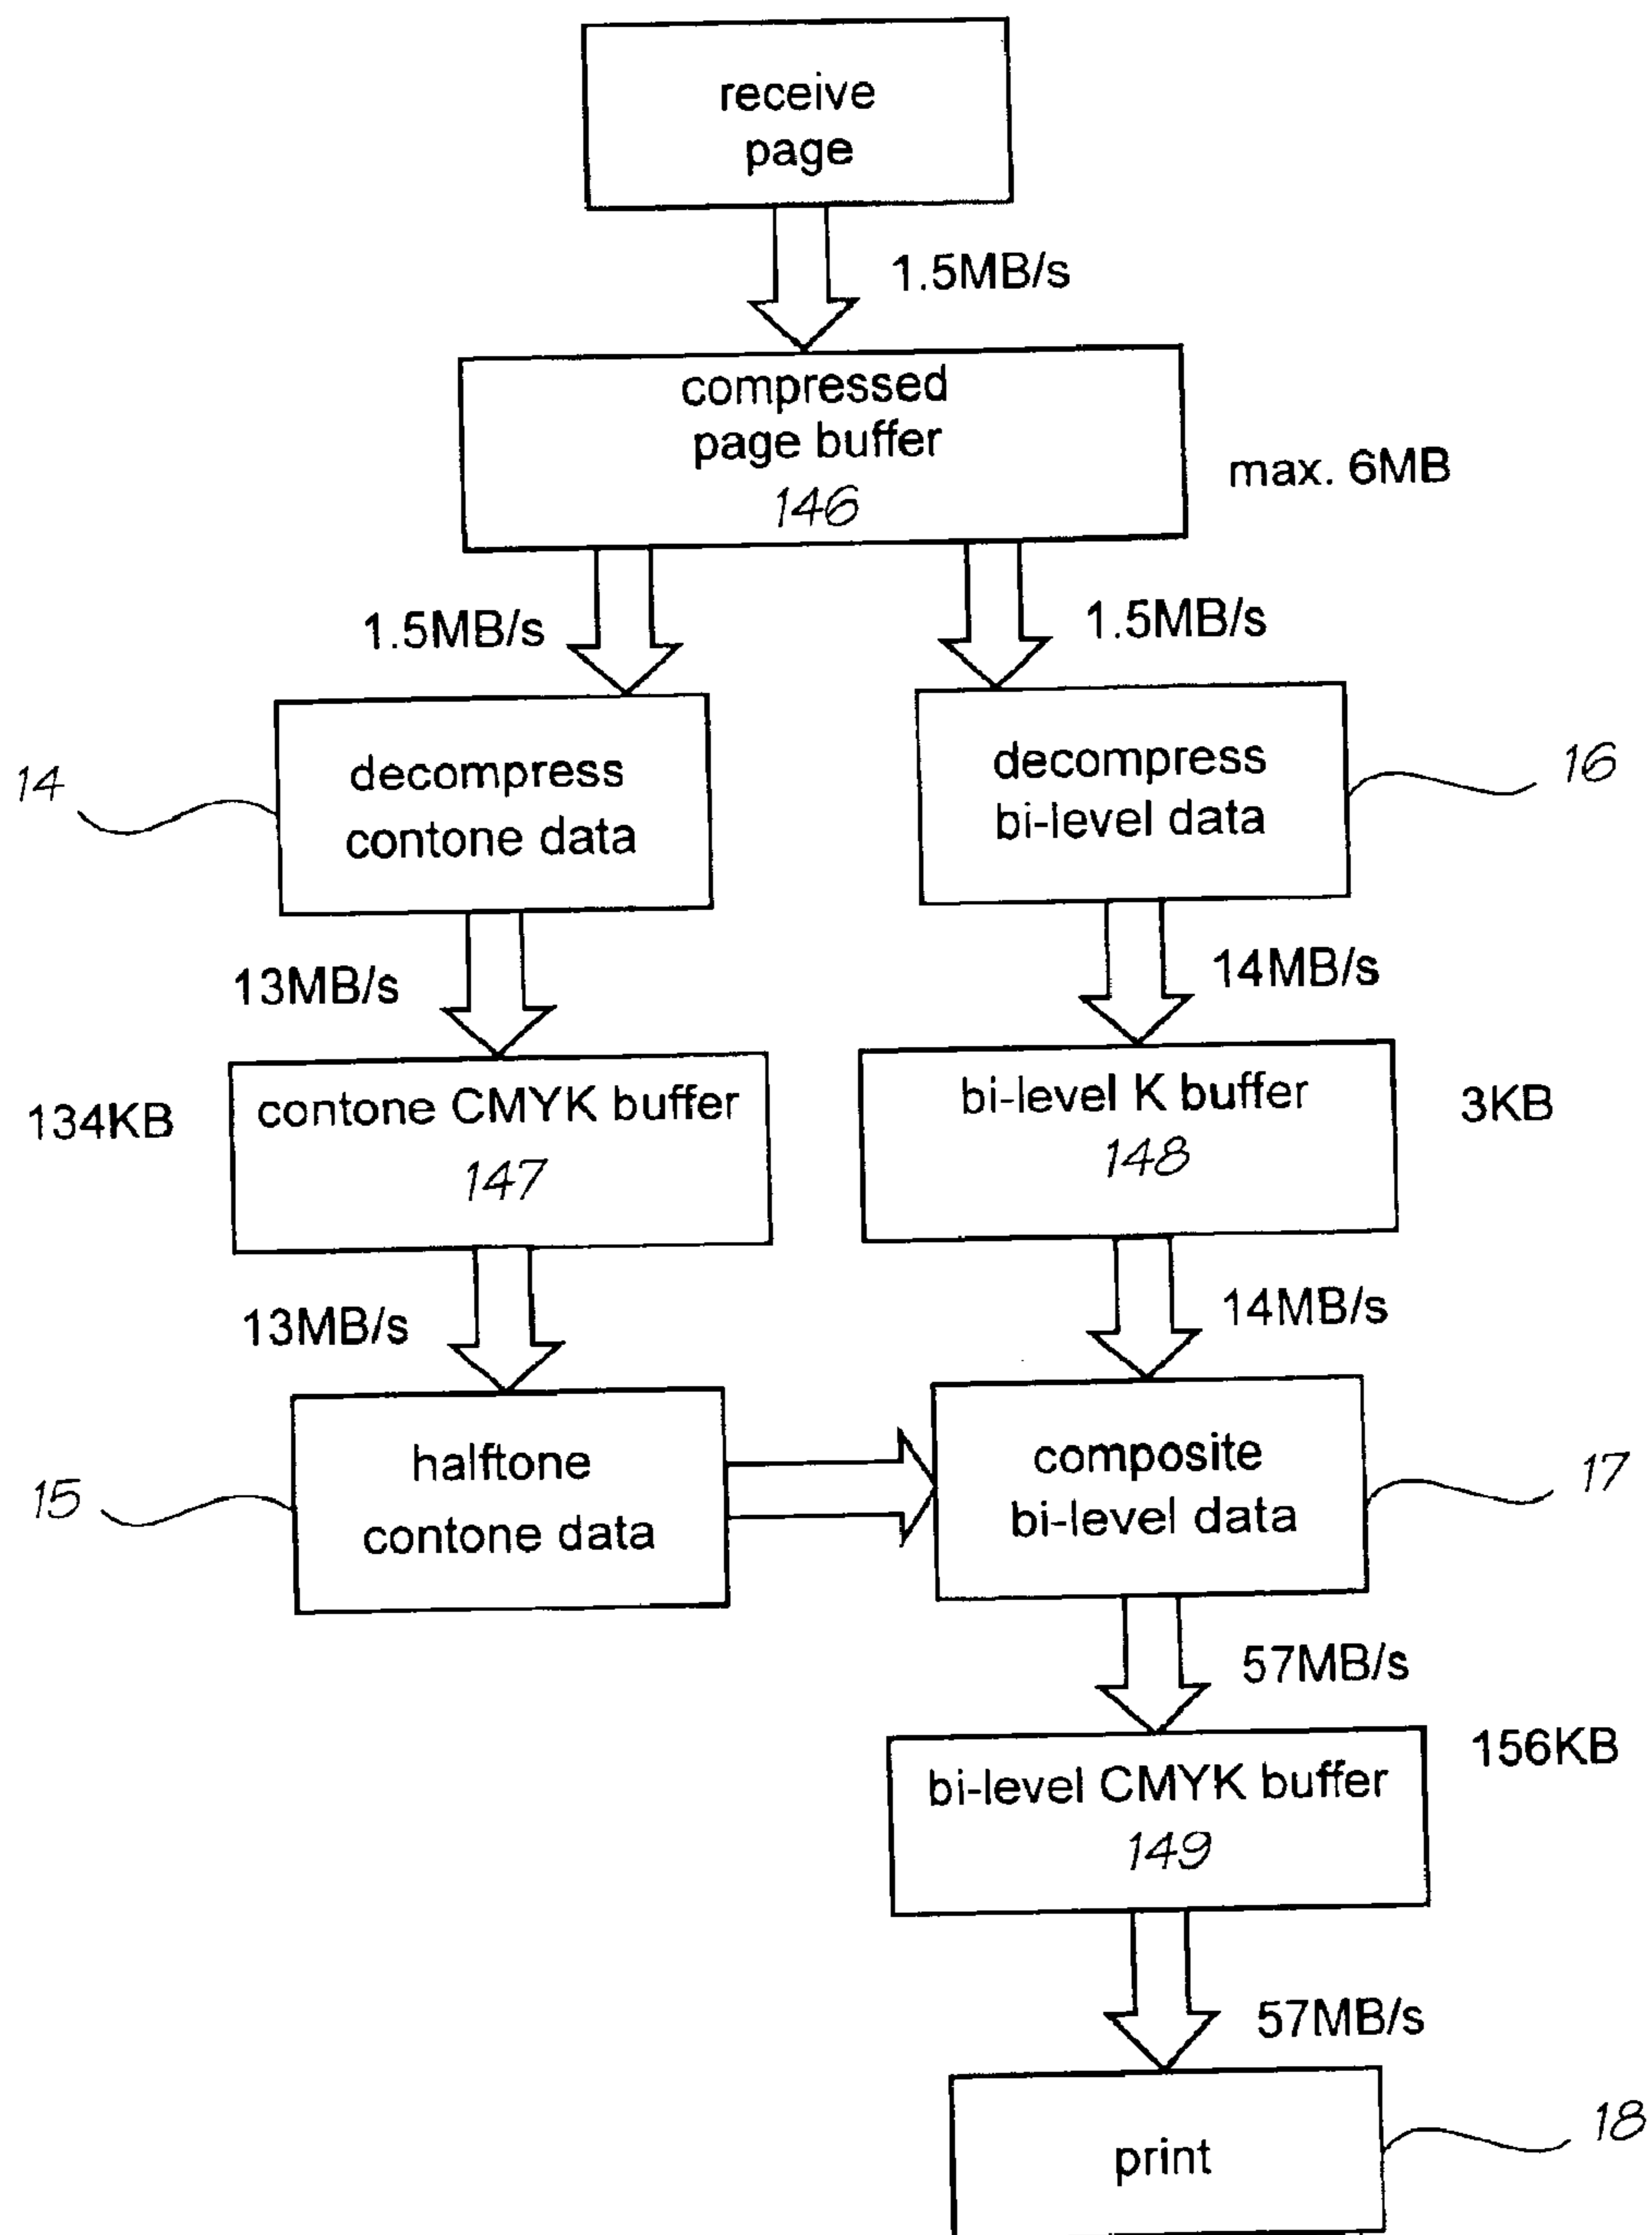 receive
page
1.5MB/s
compressed
page buffer
146
max. 6MB
1.5MB/s
1.5MB/s
14
decompress
contone data
decompress
bi-level data
16
13MB/s
14MB/s
134KB
contone CMYK buffer
147
bi-level K buffer
148
3KB
13MB/s
14MB/s
15
halftone
contone data
composite
bi-level data
17
57MB/s
bi-level CMYK buffer
149
156KB
57MB/s
print
18